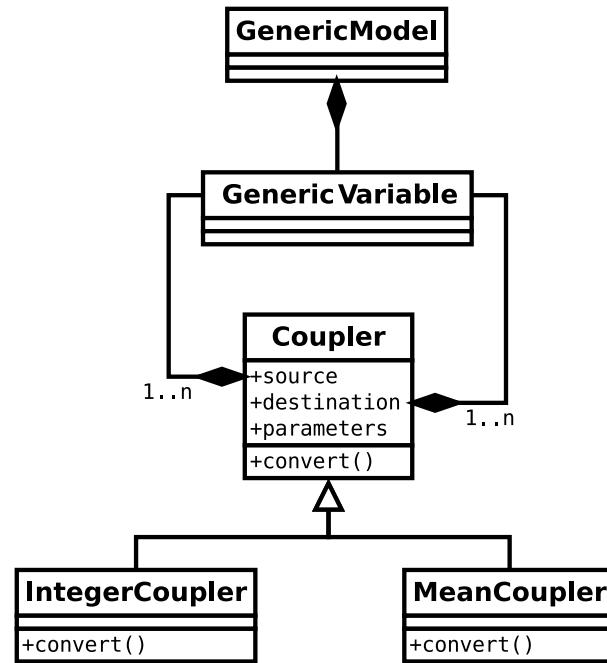 GenericModel
GenericVariable
Coupler
+source
+destination
+parameters
+convert()
1..n
1..n
IntegerCoupler
+convert()
MeanCoupler
+convert()